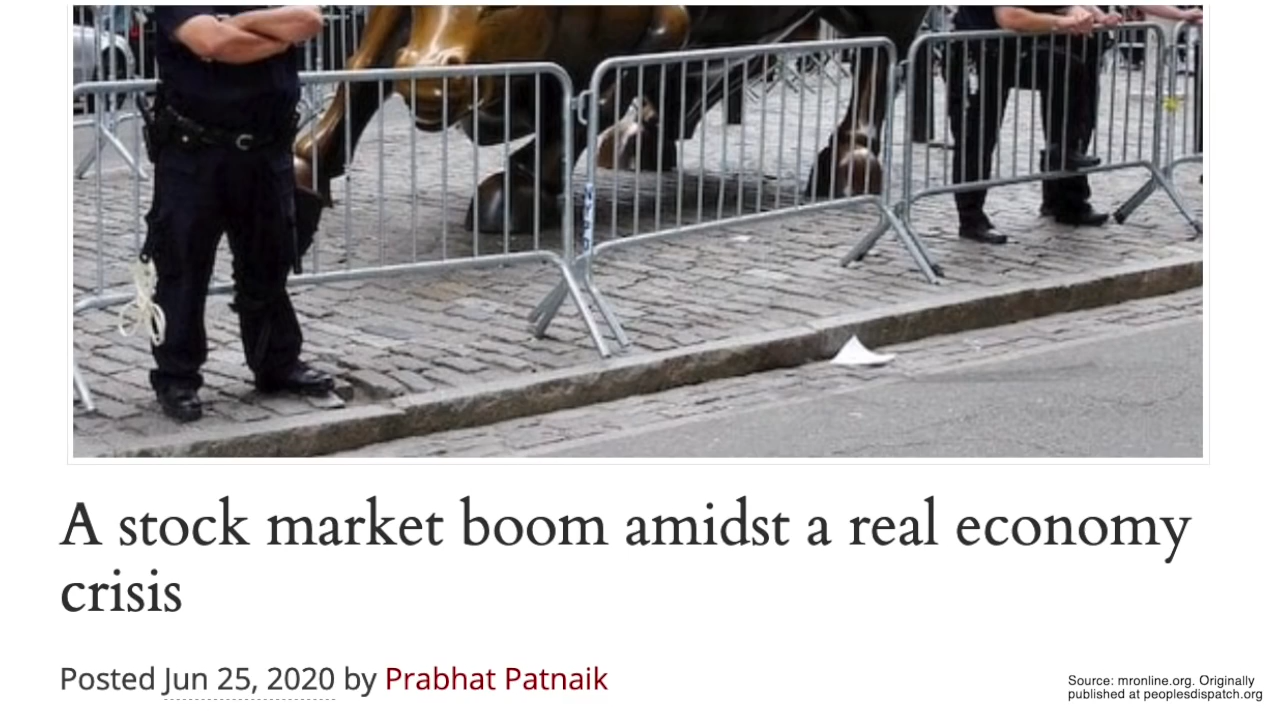 A stock market boom amidst a real economy
crisis
Posted Jun 25, 2020 by Prabhat Patnaik
Source: mronline.org. Originally
published at peoplesdispatch.org